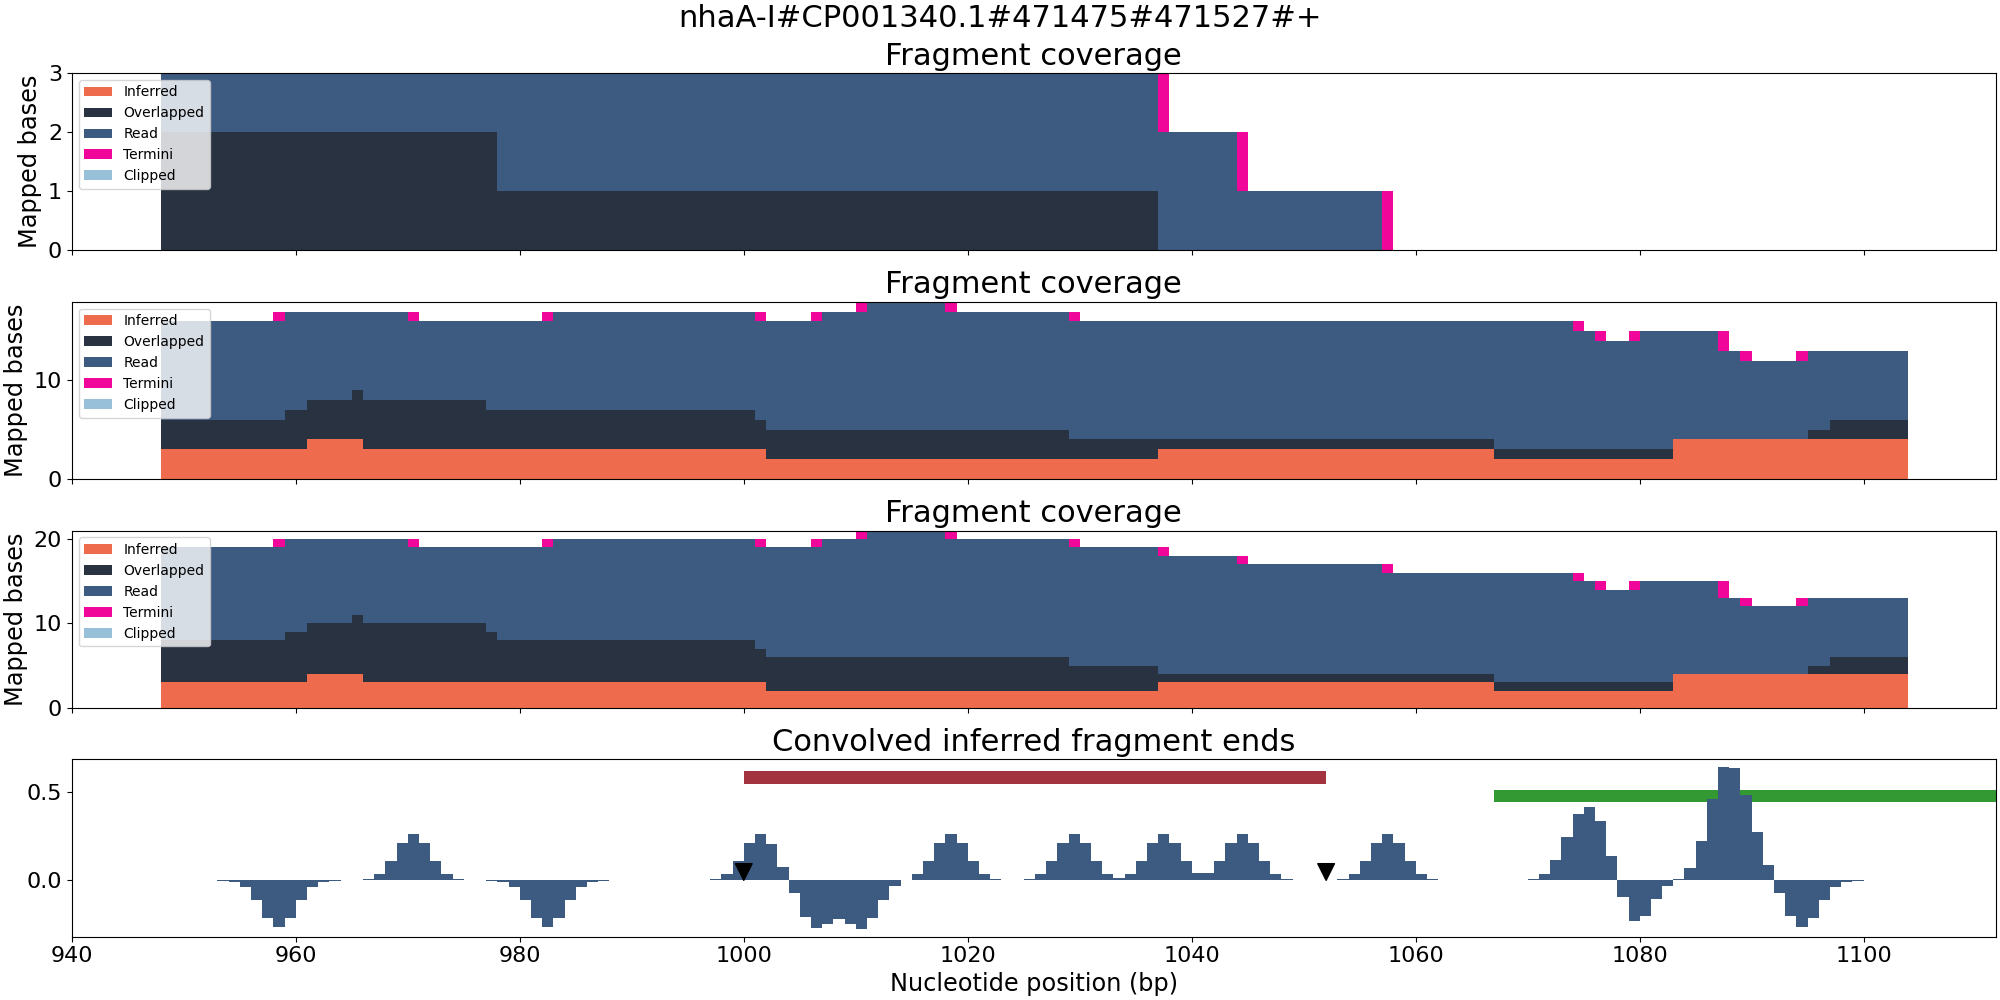 nhaA-I#CP001340.1#471475#471527#+
Fragment coverage
Mapped bases
3
2
1
0
Inferred
Overlapped
Read
Termini
Clipped
Fragment coverage
Mapped bases
10
0
Inferred
Overlapped
Read
Termini
Clipped
Fragment coverage
Mapped bases
20
10
0
Inferred
Overlapped
Read
Termini
Clipped
Convolved inferred fragment ends
0.5
0.0
940 960 980 1000 1020 1040 1060 1080 1100
Nucleotide position (bp)